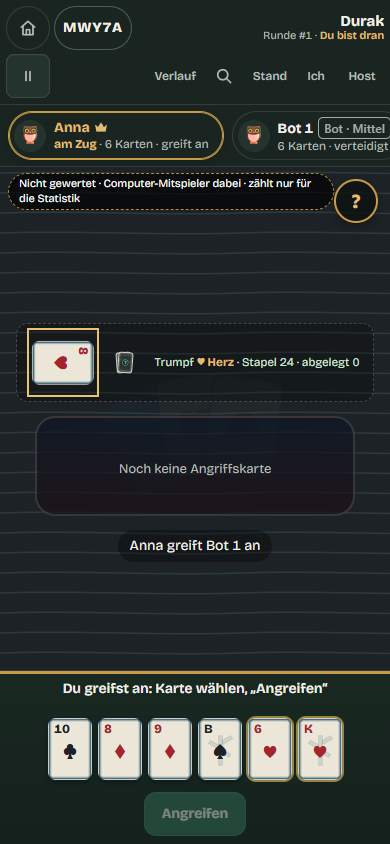 MWY7A
Durak
Runde #1 · Du bist dran
Verlauf
Stand
Ich
Host
Anna
am Zug · 6 Karten · greift an
Bot 1
Bot · Mittel
6 Karten · verteidigt
Nicht gewertet · Computer-Mitspieler dabei · zählt nur für
die Statistik
?
8
Trumpf ♥ Herz · Stapel 24 · abgelegt 0
Noch keine Angriffskarte
Anna greift Bot 1 an
Du greifst an: Karte wählen, „Angreifen“
10
8
9
B
6
K
Angreifen